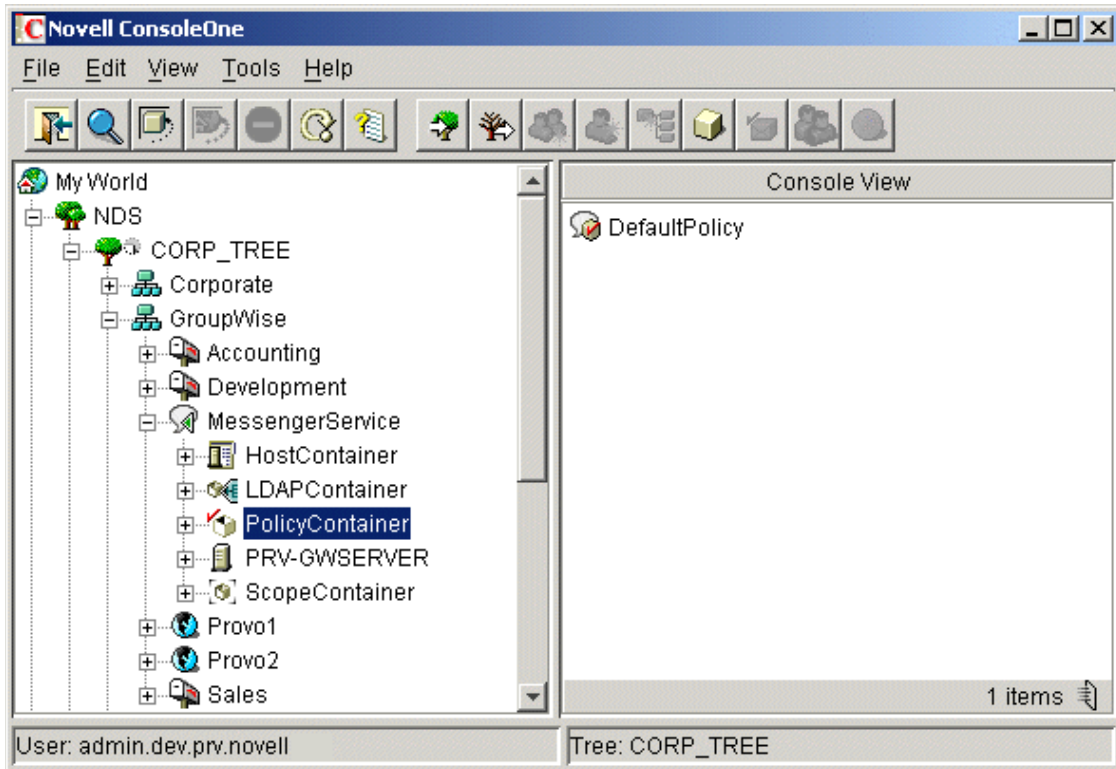 Novell ConsoleOne
File Edit View Tools Help
My World
NDS
CORP_TREE
Corporate
GroupWise
Accounting
Development
MessengerService
HostContainer
LDAPContainer
PolicyContainer
PRV-GWSERVER
ScopeContainer
Provo1
Provo2
Sales
Console View
DefaultPolicy
1 items
User: admin.dev.prv.novell
Tree: CORP_TREE